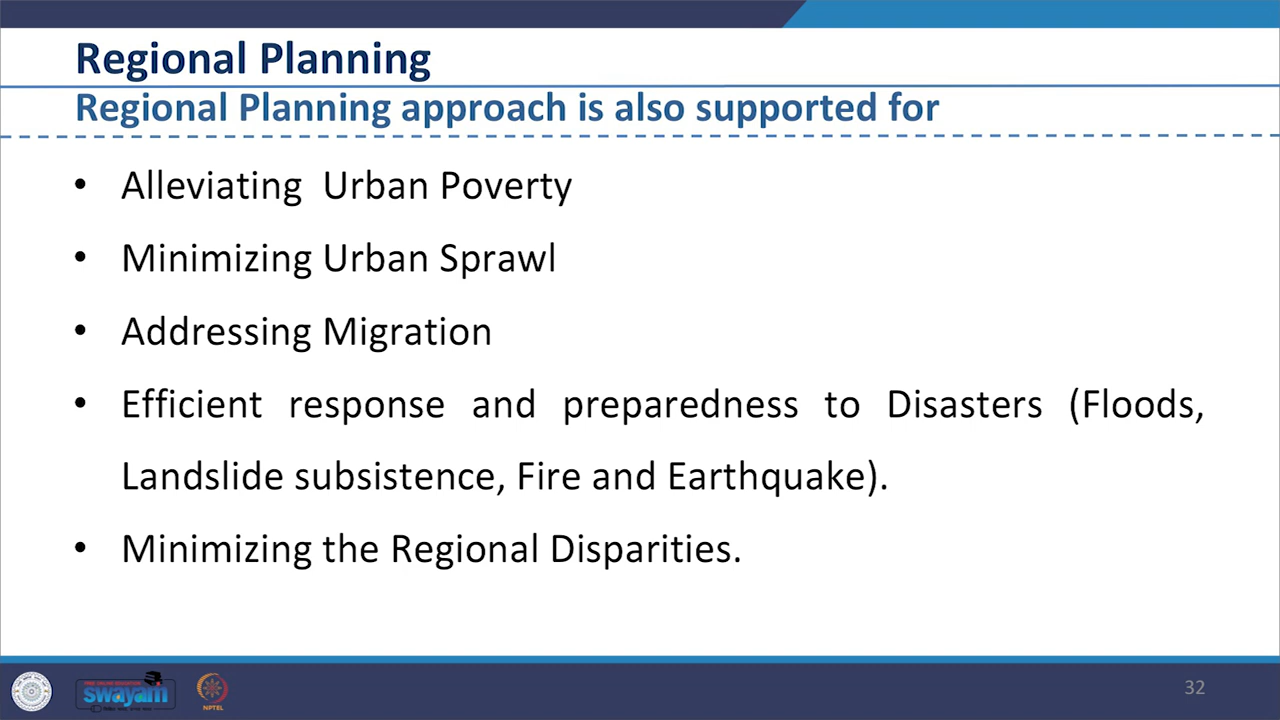 Regional Planning
Regional Planning approach is also supported for
• Alleviating Urban Poverty
• Minimizing Urban Sprawl
• Addressing Migration
• Efficient response and preparedness to Disasters (Floods,
Landslide subsistence, Fire and Earthquake).
• Minimizing the Regional Disparities.
swayam
NPTEL
32